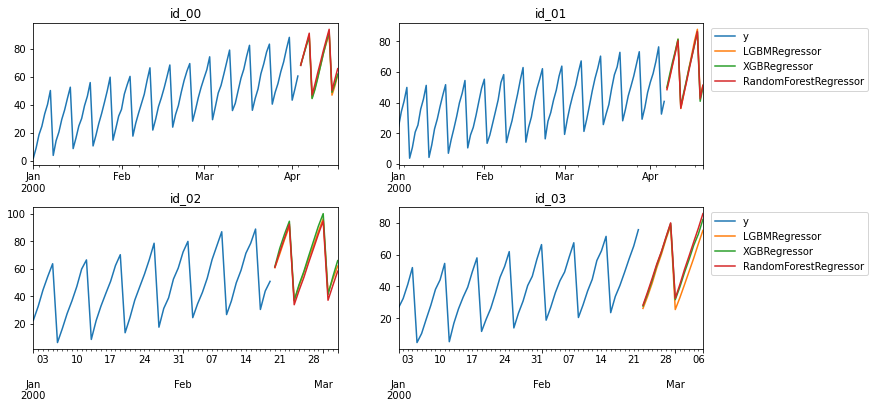 id_00
80
60
40
20
0
Jan
2000
Feb
Mar
Apr
id_01
80
60
40
20
0
Jan
2000
Feb
Mar
Apr
y
LGBMRegressor
XGBRegressor
RandomForestRegressor
id_02
100
80
60
40
20
03
10
17
24
31
07
14
21
28
Jan
2000
Feb
Mar
id_03
80
60
40
20
03
10
17
24
31
07
14
21
28
06
Jan
2000
Feb
Mar
y
LGBMRegressor
XGBRegressor
RandomForestRegressor